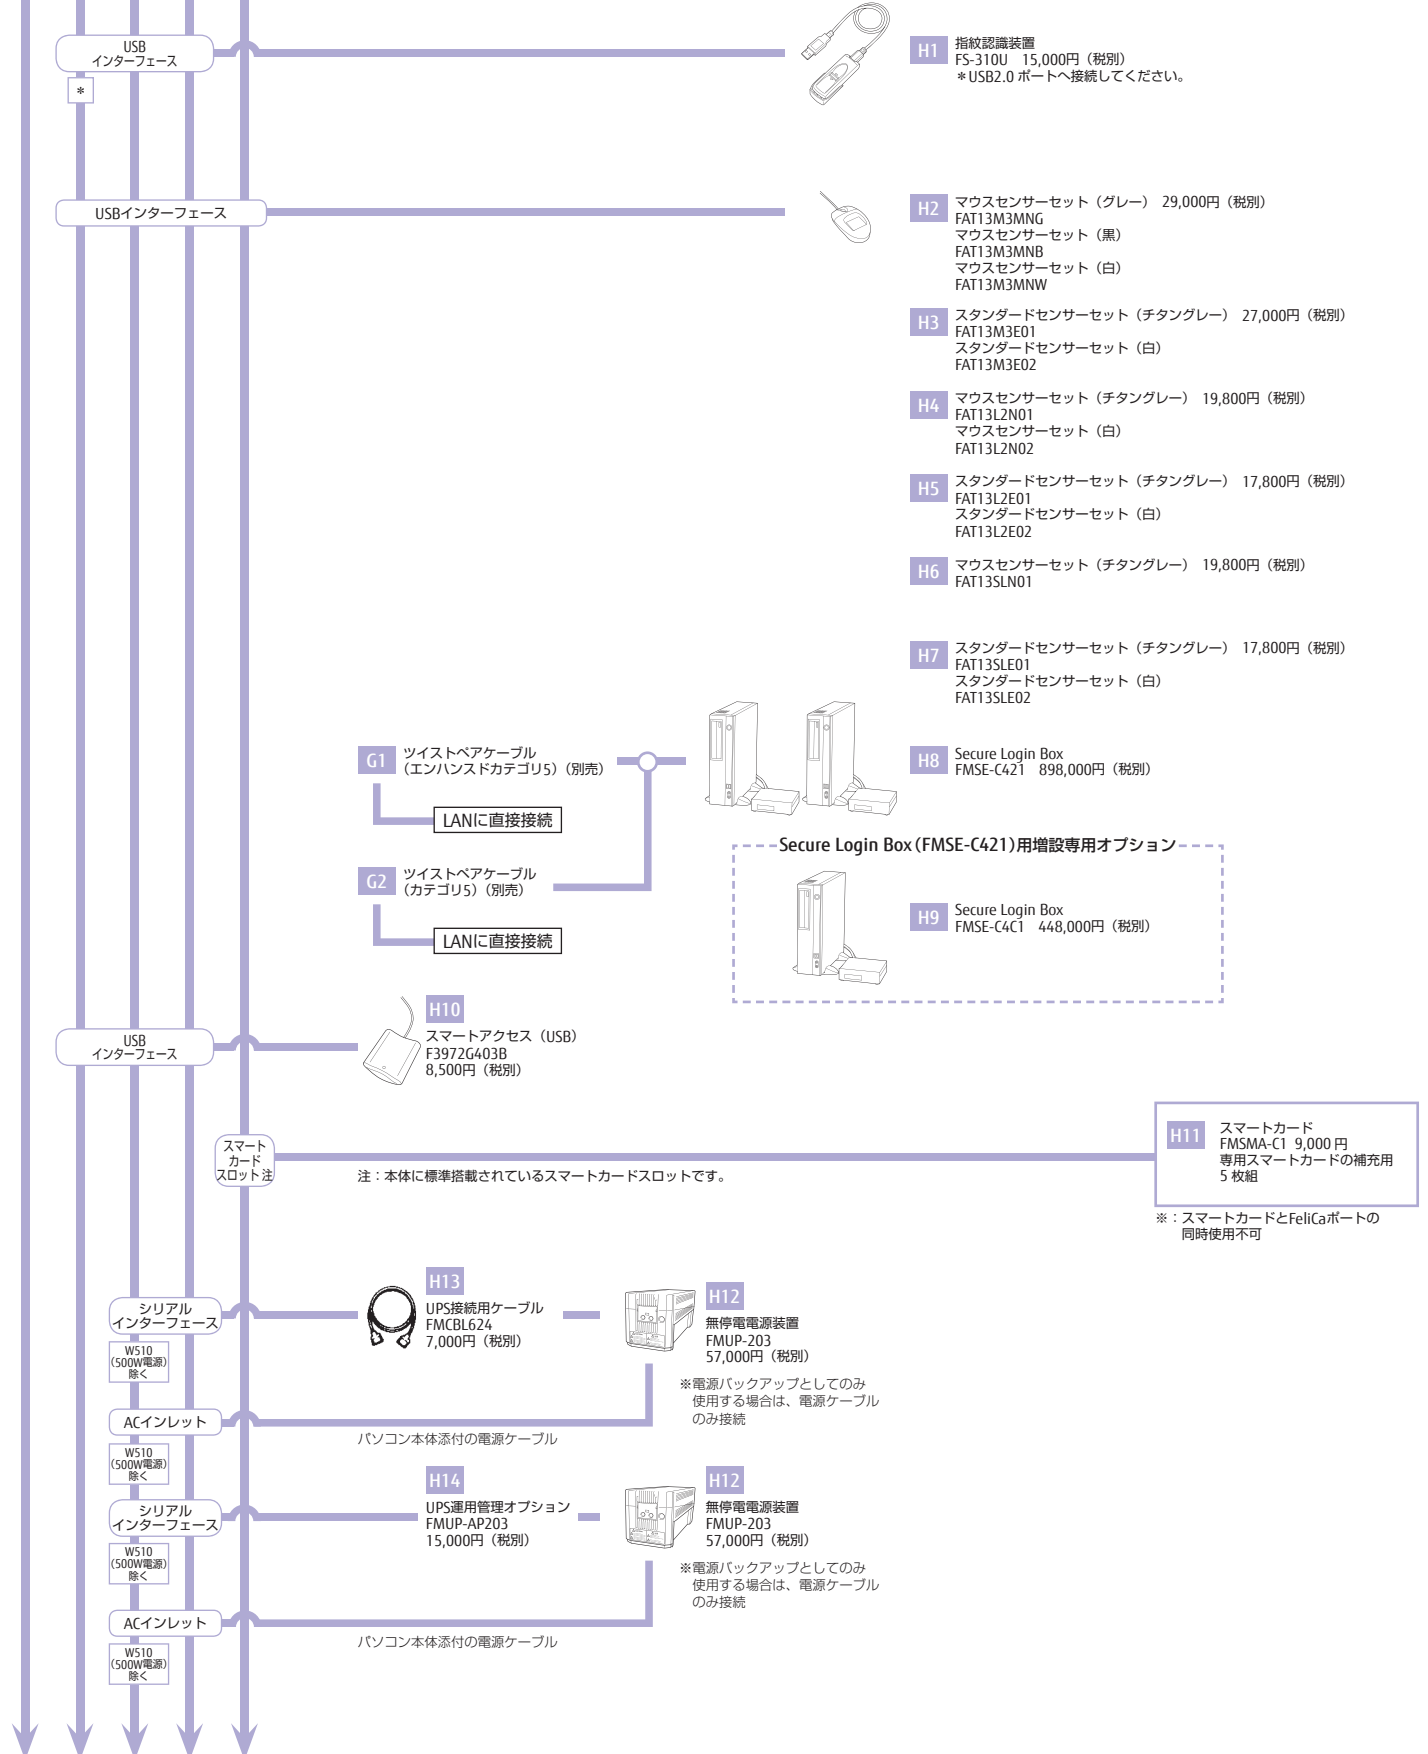 USB
インターフェース
*
H1
指紋認識装置
FS-310U 15,000円（税別）
＊USB2.0 ポートへ接続してください。
USBインターフェース
H2
マウスセンサーセット（グレー） 29,000円（税別）
FAT13M3MNG
マウスセンサーセット（黒）
FAT13M3MNB
マウスセンサーセット（白）
FAT13M3MNW
H3
スタンダードセンサーセット（チタングレー） 27,000円（税別）
FAT13M3E01
スタンダードセンサーセット（白）
FAT13M3E02
H4
マウスセンサーセット（チタングレー） 19,800円（税別）
FAT13L2N01
マウスセンサーセット（白）
FAT13L2N02
H5
スタンダードセンサーセット（チタングレー） 17,800円（税別）
FAT13L2E01
スタンダードセンサーセット（白）
FAT13L2E02
H6
マウスセンサーセット（チタングレー） 19,800円（税別）
FAT13SLN01
H7
スタンダードセンサーセット（チタングレー） 17,800円（税別）
FAT13SLE01
スタンダードセンサーセット（白）
FAT13SLE02
G1
ツイストペアケーブル
（エンハンスドカテゴリ5）（別売）
LANに直接接続
H8
Secure Login Box
FMSE-C421 898,000円（税別）
Secure Login Box（FMSE-C421）用増設専用オプション
G2
ツイストペアケーブル
（カテゴリ5）（別売）
LANに直接接続
H9
Secure Login Box
FMSE-C4C1 448,000円（税別）
H10
スマートアクセス（USB）
F3972G403B
8,500円（税別）
USB
インターフェース
スマート
カード
スロット 注
注：本体に標準搭載されているスマートカードスロットです。
H11
スマートカード
FMSMA-C1 9,000 円
専用スマートカードの補充用
5 枚組
※：スマートカードとFeliCaポートの
同時使用不可
シリアル
インターフェース
W510
（500W電源）
除く
H13
UPS接続用ケーブル
FMCBL624
7,000円（税別）
H12
無停電電源装置
FMUP-203
57,000円（税別）
※電源バックアップとしてのみ
使用する場合は、電源ケーブル
のみ接続
ACインレット
W510
（500W電源）
除く
パソコン本体添付の電源ケーブル
シリアル
インターフェース
W510
（500W電源）
除く
H14
UPS運用管理オプション
FMUP-AP203
15,000円（税別）
H12
無停電電源装置
FMUP-203
57,000円（税別）
※電源バックアップとしてのみ
使用する場合は、電源ケーブル
のみ接続
ACインレット
W510
（500W電源）
除く
パソコン本体添付の電源ケーブル